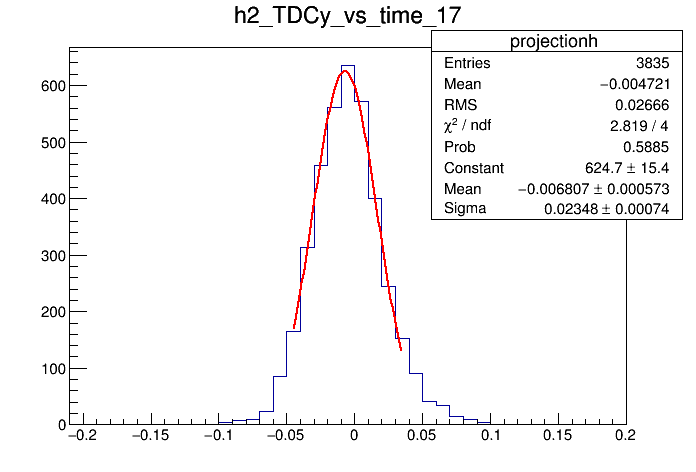 h2_TDCy_vs_time_17
projectionh
Entries 3835
Mean −0.004721
RMS 0.02666
χ² / ndf 2.819 / 4
Prob 0.5885
Constant 624.7 ± 15.4
Mean −0.006807 ± 0.000573
Sigma 0.02348 ± 0.00074
600
500
400
300
200
100
0
−0.2 −0.15 −0.1 −0.05 0 0.05 0.1 0.15 0.2